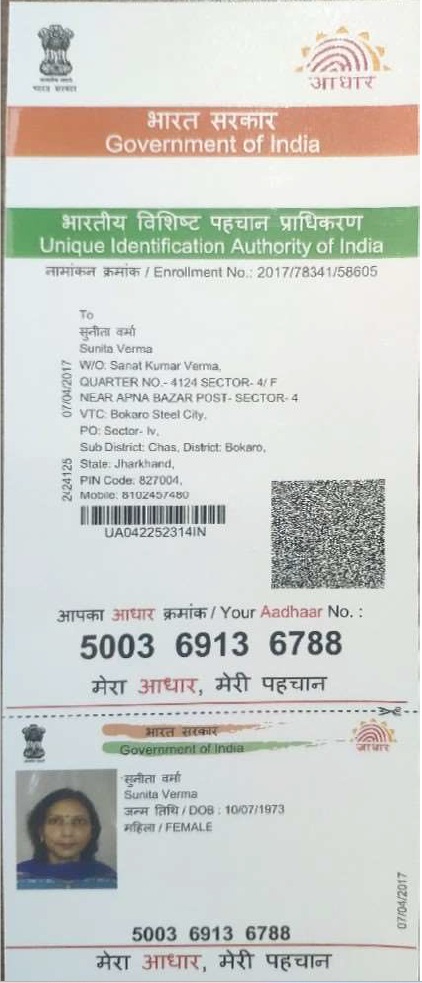 भारत सरकार
आधार
भारत सरकार
Government of India
भारतीय विशिष्ट पहचान प्राधिकरण
Unique Identification Authority of India
नामांकन क्रमांक / Enrollment No.: 2017/78341/58605
To
सुनीता वर्मा
Sunita Verma
W/O: Sanat Kumar Verma,
QUARTER NO.- 4124 SECTOR- 4/ F
NEAR APNA BAZAR POST- SECTOR- 4
VTC: Bokaro Steel City,
PO: Sector- Iv,
Sub District: Chas, District: Bokaro,
State: Jharkhand,
PIN Code: 827004,
Mobile: 8102457480
07/04/2017
UA042252314IN
आपका आधार क्रमांक / Your Aadhaar No. :
5003 6913 6788
मेरा आधार, मेरी पहचान
भारत सरकार
Government of India
आधार
सुनीता वर्मा
Sunita Verma
जन्म तिथि / DOB : 10/07/1973
महिला / FEMALE
07/04/2017
5003 6913 6788
मेरा आधार, मेरी पहचान